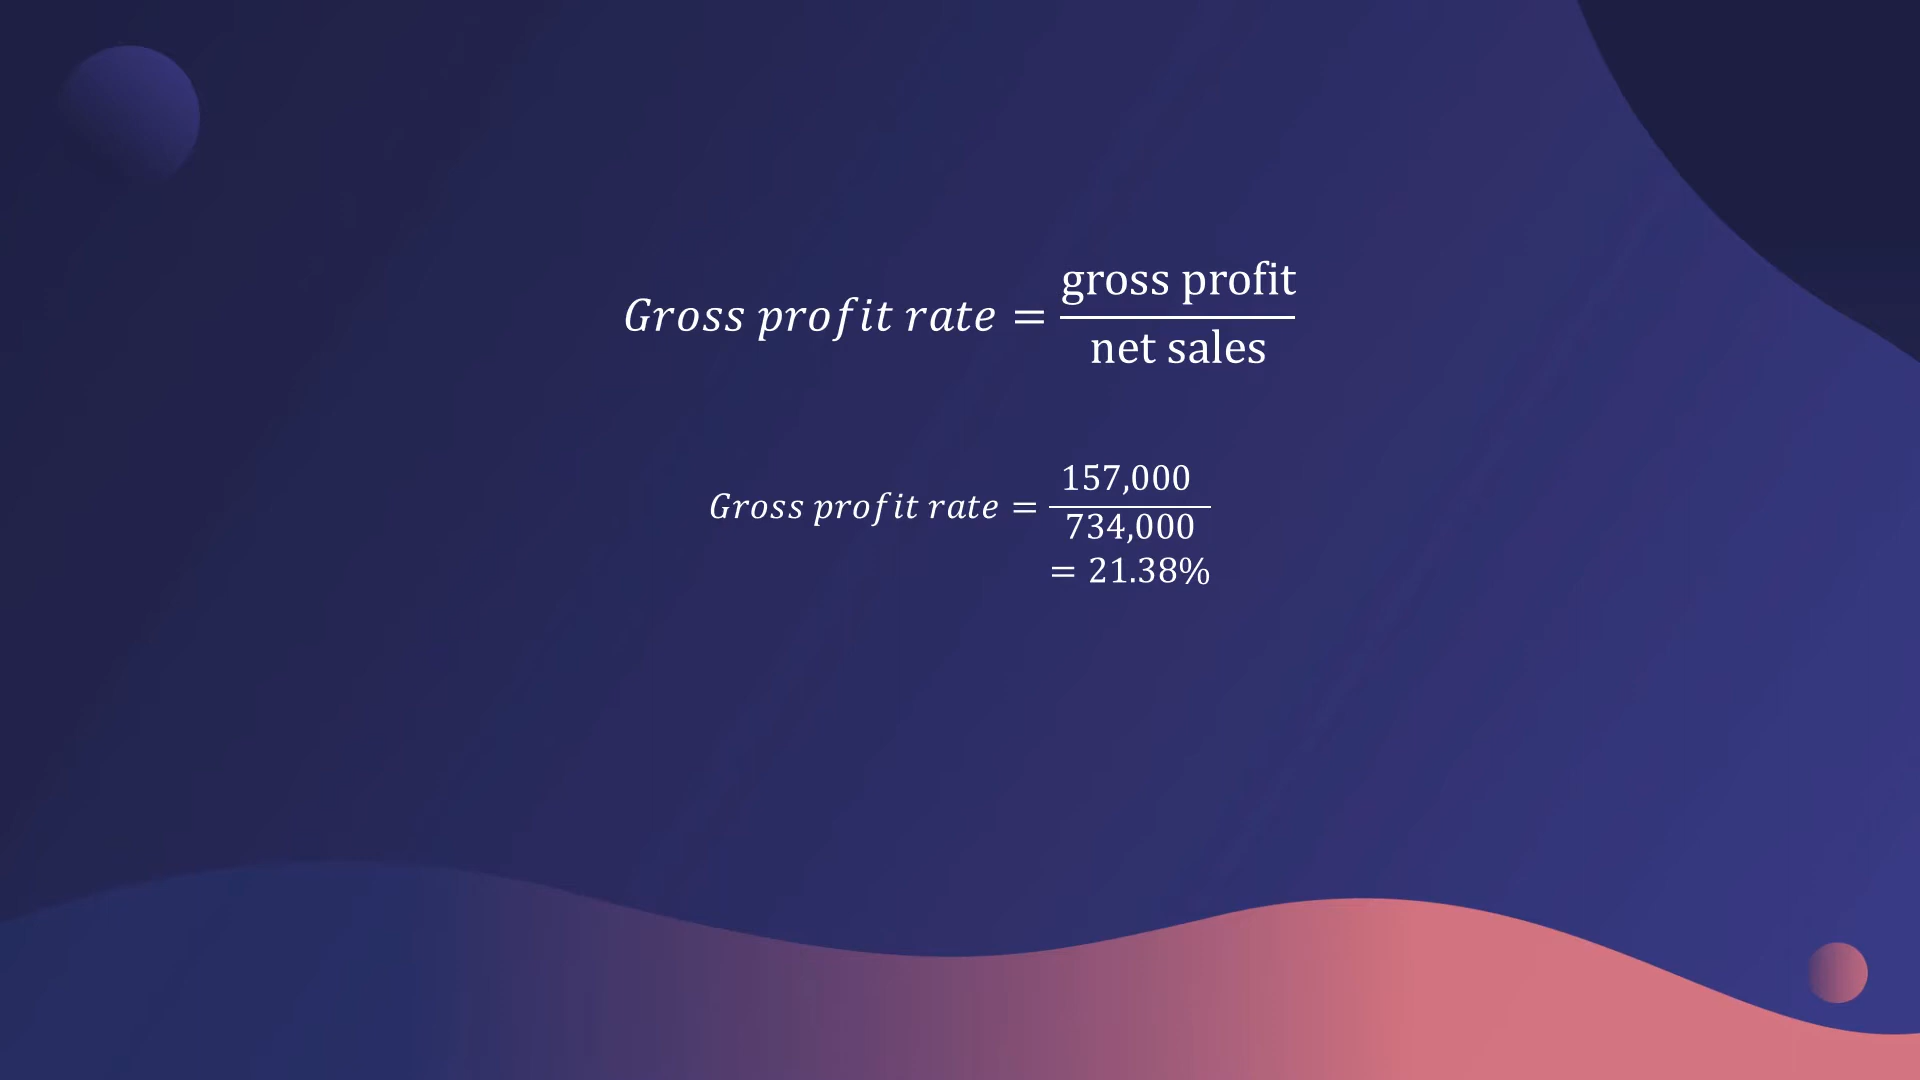 Gross profit rate = gross profit / net sales
Gross profit rate = 157,000 / 734,000
= 21.38%